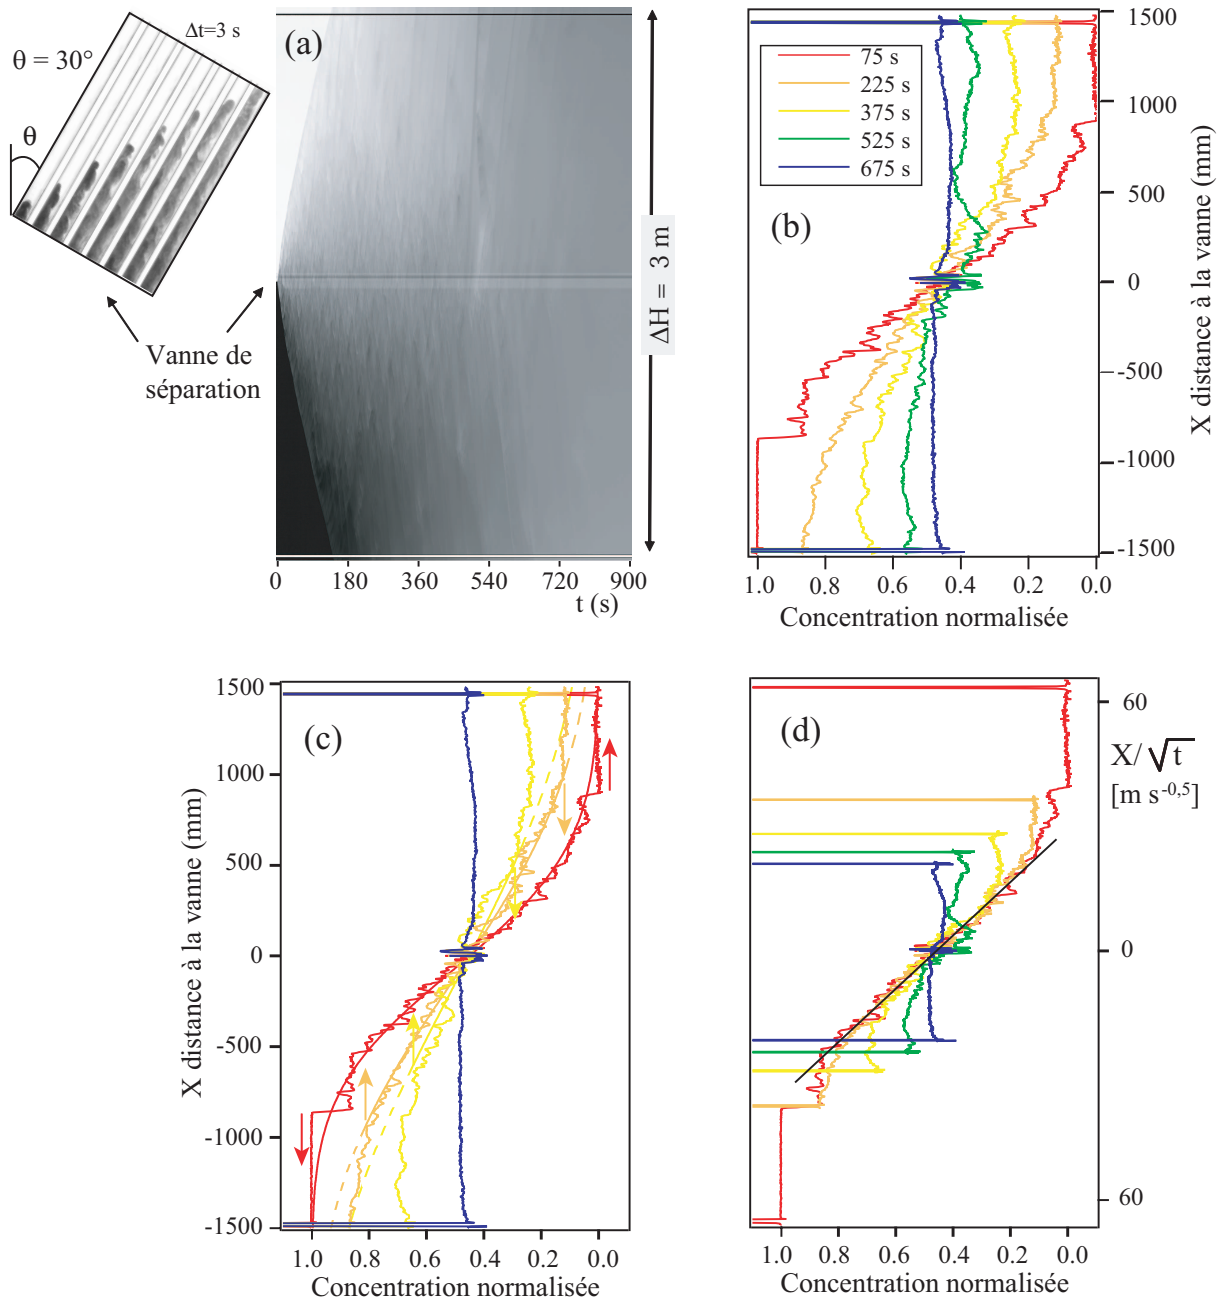 Δt=3 s
θ = 30°
θ
Vanne de
séparation
(a)
ΔH = 3 m
0 180 360 540 720 900
t (s)
(b)
75 s
225 s
375 s
525 s
675 s
1500
1000
500
0
-500
-1000
-1500
X distance à la vanne (mm)
1.0 0.8 0.6 0.4 0.2 0.0
Concentration normalisée
(c)
1500
1000
500
0
-500
-1000
-1500
X distance à la vanne (mm)
1.0 0.8 0.6 0.4 0.2 0.0
Concentration normalisée
(d)
60
X/√t
[m s-0,5]
0
60
1.0 0.8 0.6 0.4 0.2 0.0
Concentration normalisée